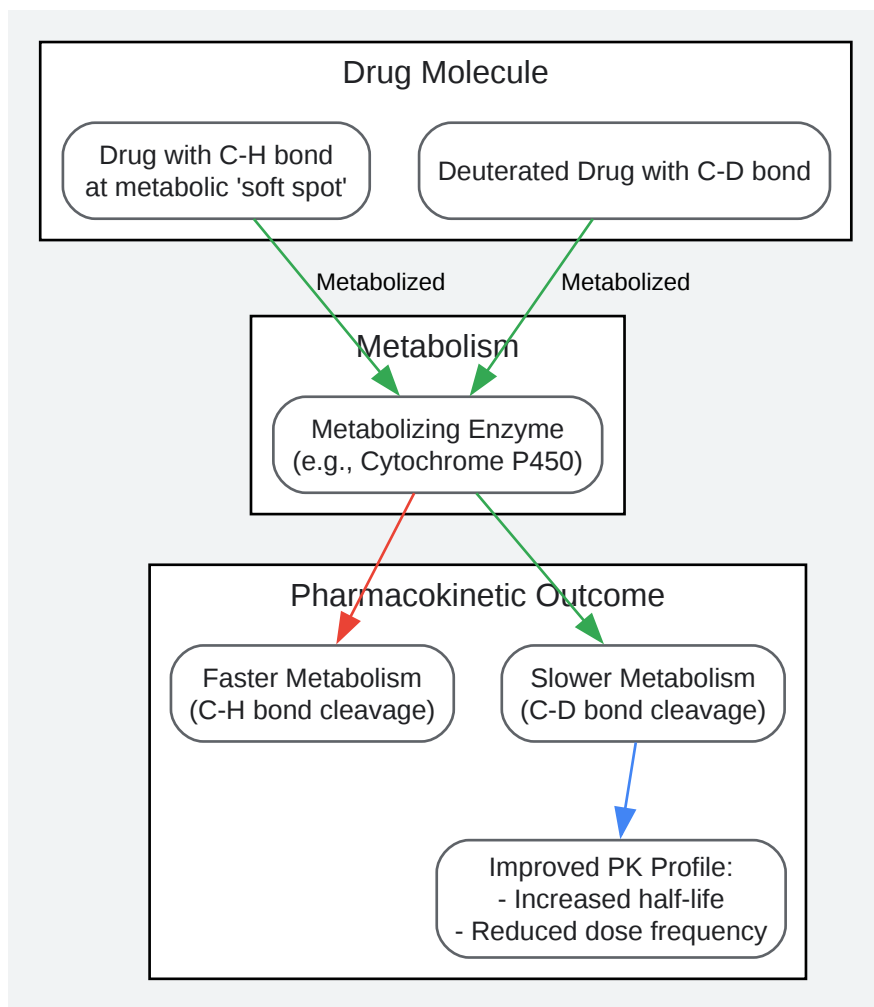 Drug Molecule
Drug with C-H bond
at metabolic 'soft spot'
Deuterated Drug with C-D bond
Metabolized
Metabolized
Metabolism
Metabolizing Enzyme
(e.g., Cytochrome P450)
Pharmacokinetic Outcome
Faster Metabolism
(C-H bond cleavage)
Slower Metabolism
(C-D bond cleavage)
Improved PK Profile:
- Increased half-life
- Reduced dose frequency